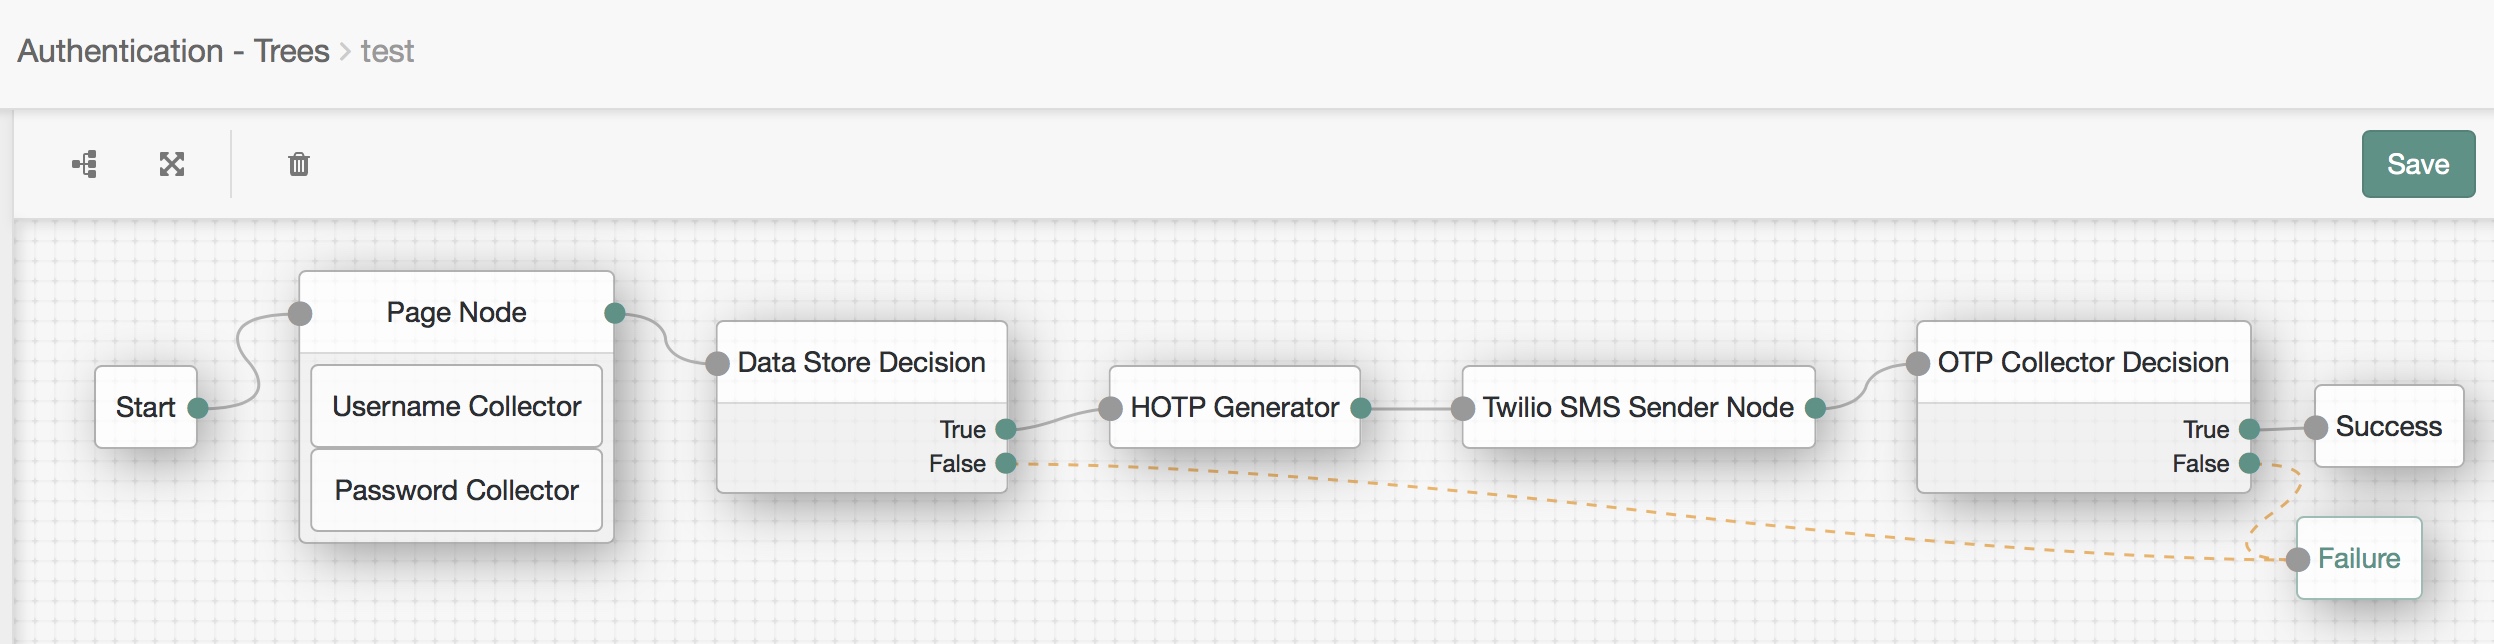 Authentication - Trees > test
Save
Start
Page Node
Username Collector
Password Collector
Data Store Decision
True
False
HOTP Generator
Twilio SMS Sender Node
OTP Collector Decision
True
False
Success
Failure